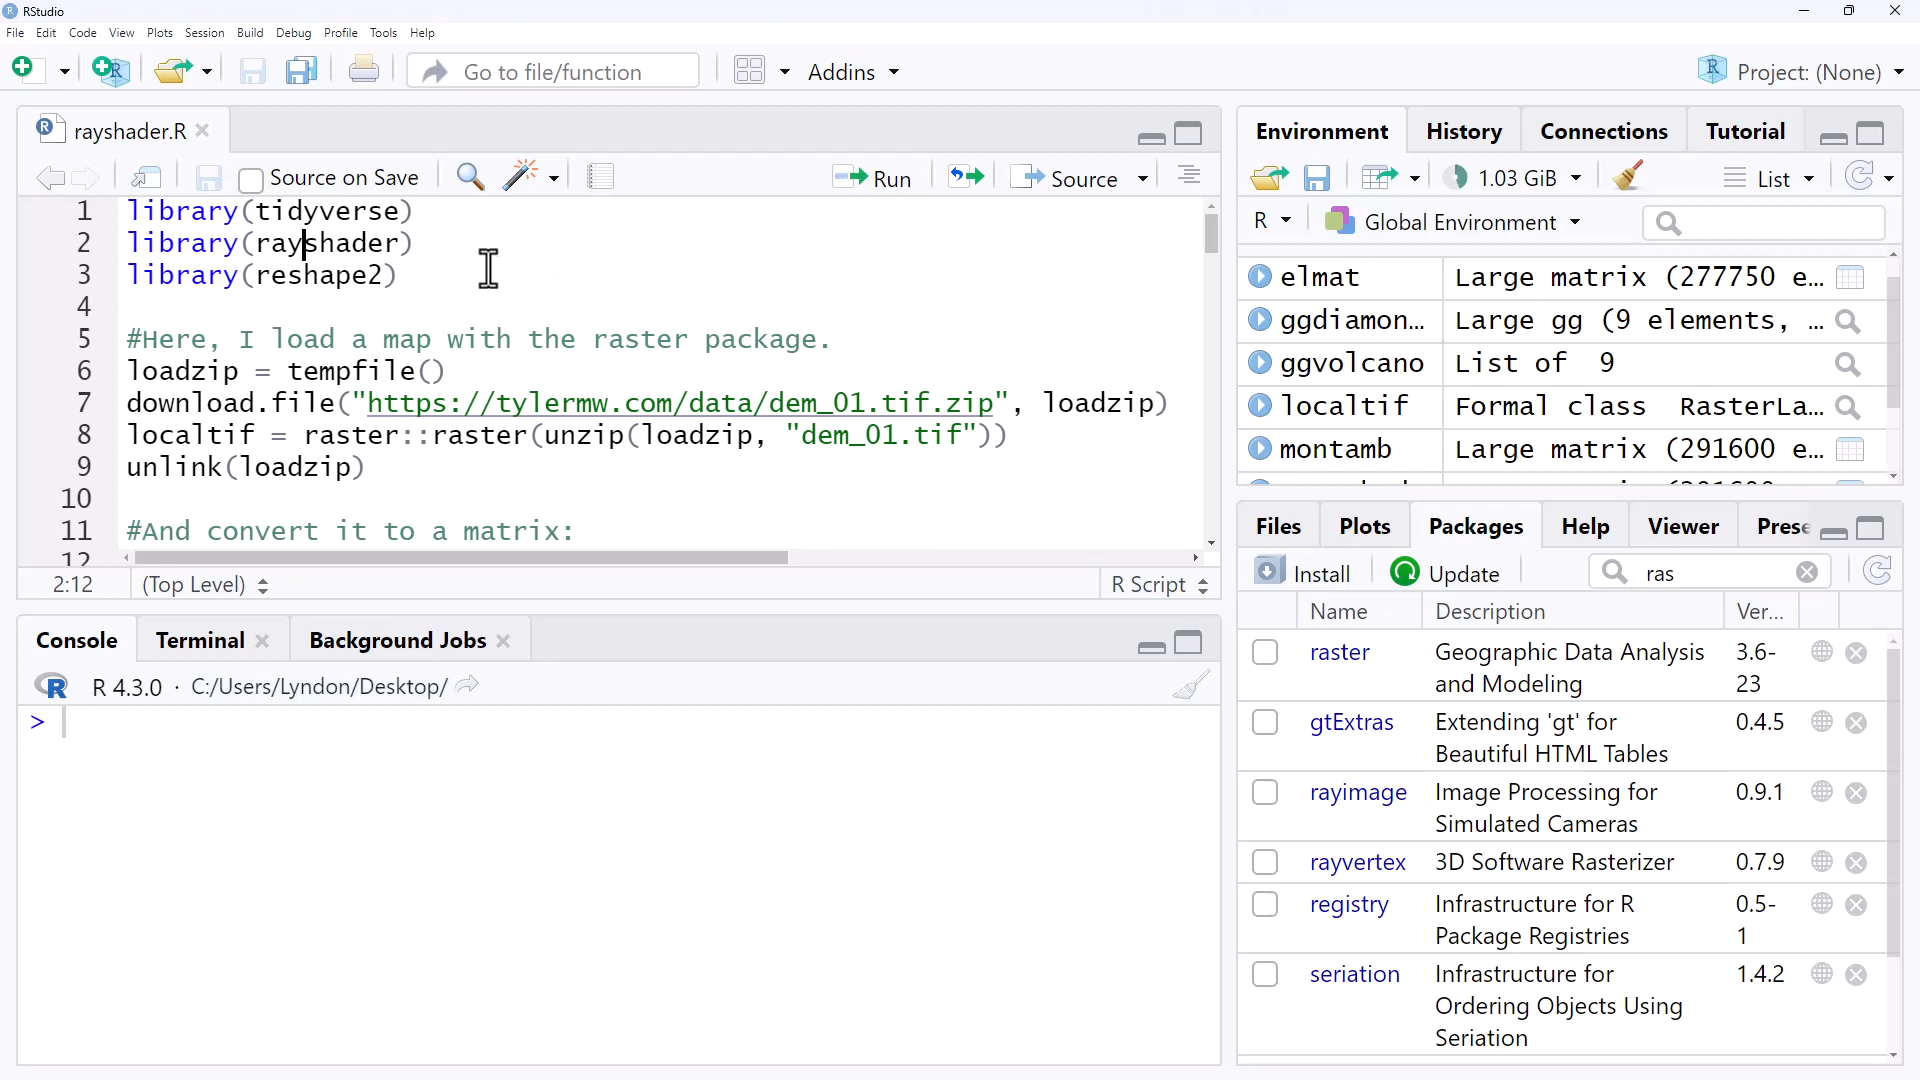 RStudio
File Edit Code View Plots Session Build Debug Profile Tools Help
Go to file/function Addins Project: (None)
rayshader.R
Source on Save Run Source
1 library(tidyverse)
2 library(rayshader)
3 library(reshape2)
4
5 #Here, I load a map with the raster package.
6 loadzip = tempfile()
7 download.file("https://tylermw.com/data/dem_01.tif.zip", loadzip)
8 localtif = raster::raster(unzip(loadzip, "dem_01.tif"))
9 unlink(loadzip)
10
11 #And convert it to a matrix:
12
2:12 (Top Level) R Script
Console Terminal Background Jobs
R 4.3.0 · C:/Users/Lyndon/Desktop/
>
Environment History Connections Tutorial
1.03 GiB List
R Global Environment
elmat Large matrix (277750 e...
ggdiamon... Large gg (9 elements, ...
ggvolcano List of 9
localtif Formal class RasterLa...
montamb Large matrix (291600 e...
Files Plots Packages Help Viewer Prese
Install Update ras
Name Description Ver...
raster Geographic Data Analysis 3.6-
and Modeling 23
gtExtras Extending 'gt' for 0.4.5
Beautiful HTML Tables
rayimage Image Processing for 0.9.1
Simulated Cameras
rayvertex 3D Software Rasterizer 0.7.9
registry Infrastructure for R 0.5-
Package Registries 1
seriation Infrastructure for 1.4.2
Ordering Objects Using
Seriation